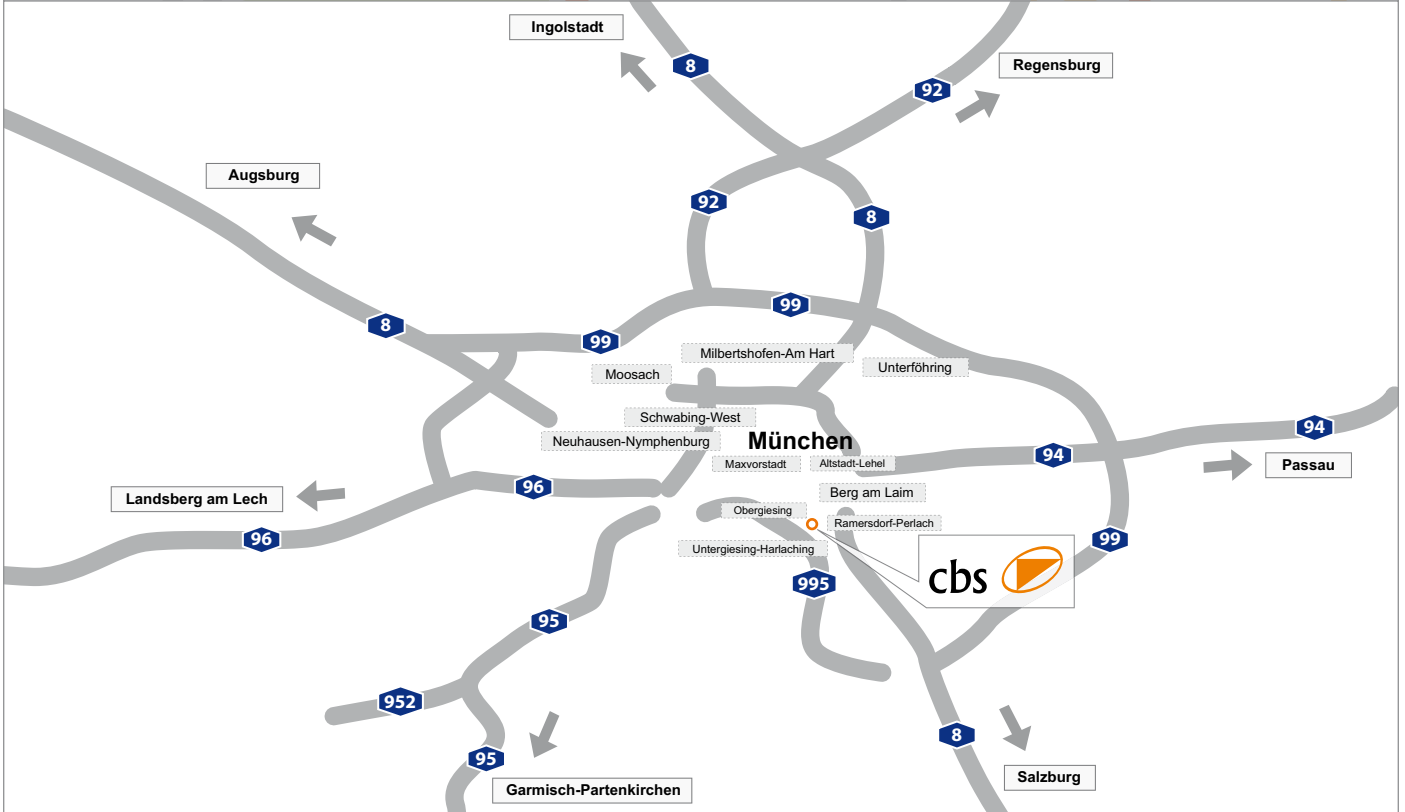 Ingolstadt
8
Regensburg
92
Augsburg
92
8
99
8
99
Milbertshofen-Am Hart
Unterföhring
Moosach
Schwabing-West
94
Neuhausen-Nymphenburg
München
94
Maxvorstadt
Altstadt-Lehel
Passau
96
Berg am Laim
Landsberg am Lech
Obergiesing
Ramersdorf-Perlach
96
99
Untergiesing-Harlaching
cbs
995
95
952
8
95
Salzburg
Garmisch-Partenkirchen